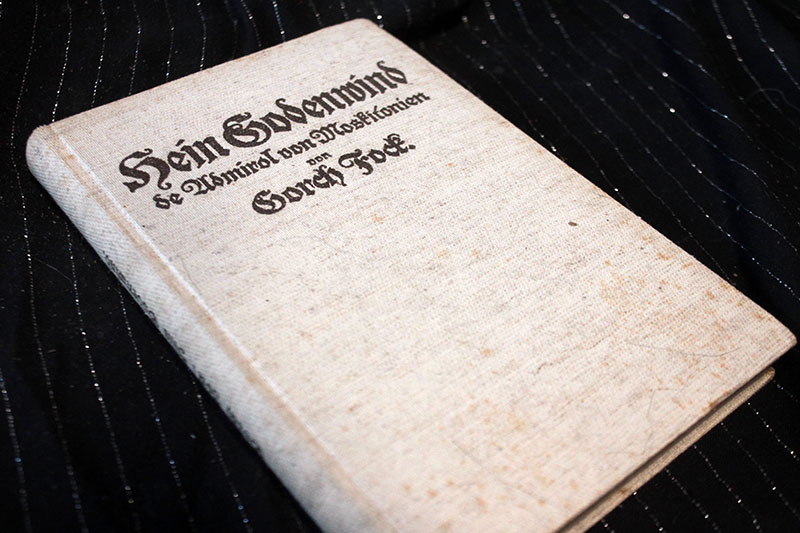 Hein Godenwind
de Admirol von Moskitonien
von
Gorch Fock.